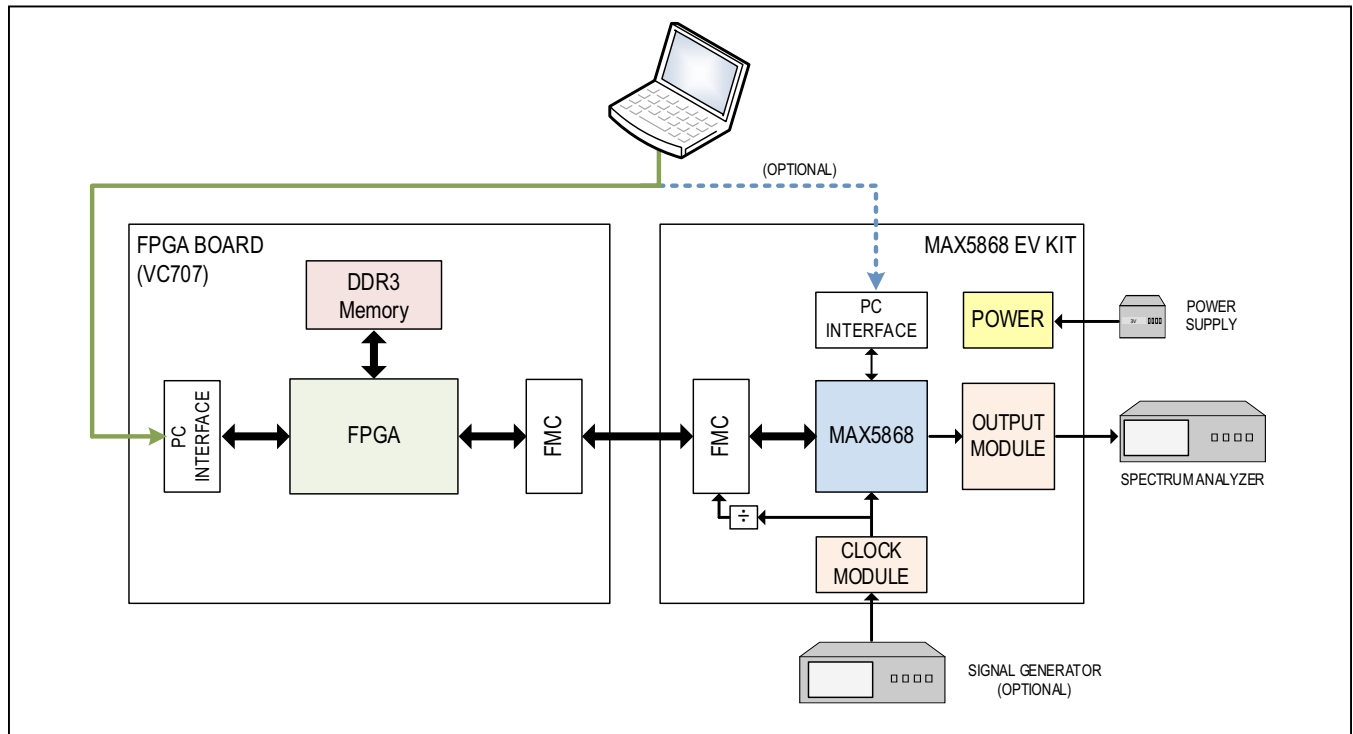 (OPTIONAL)
FPGA BOARD
(VC707)
MAX5868 EV KIT
DDR3
Memory
PC
INTERFACE
POWER
POWER
SUPPLY
3V
PC
INTERFACE
FPGA
FMC
FMC
MAX5868
OUTPUT
MODULE
SPECTRUM ANALYZER
÷
CLOCK
MODULE
SIGNAL GENERATOR
(OPTIONAL)